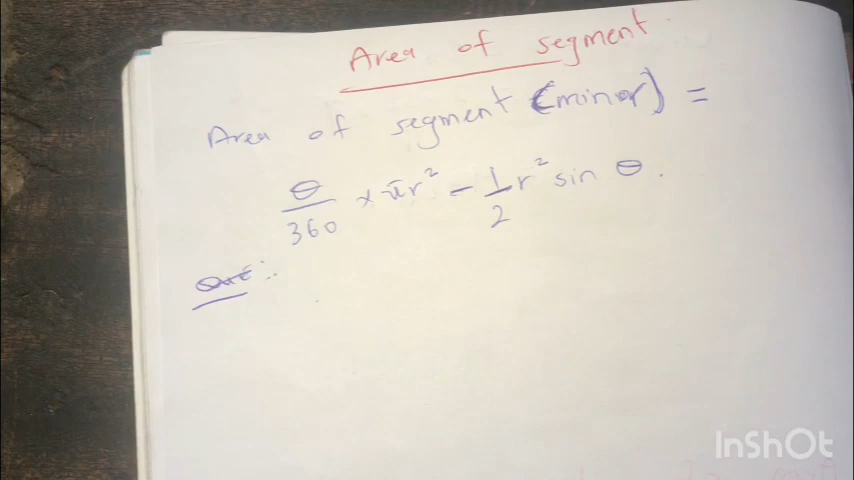 Area of segment
Area of segment (minor) =
θ/360 × πr² - 1/2 r² sin θ.
InShOt